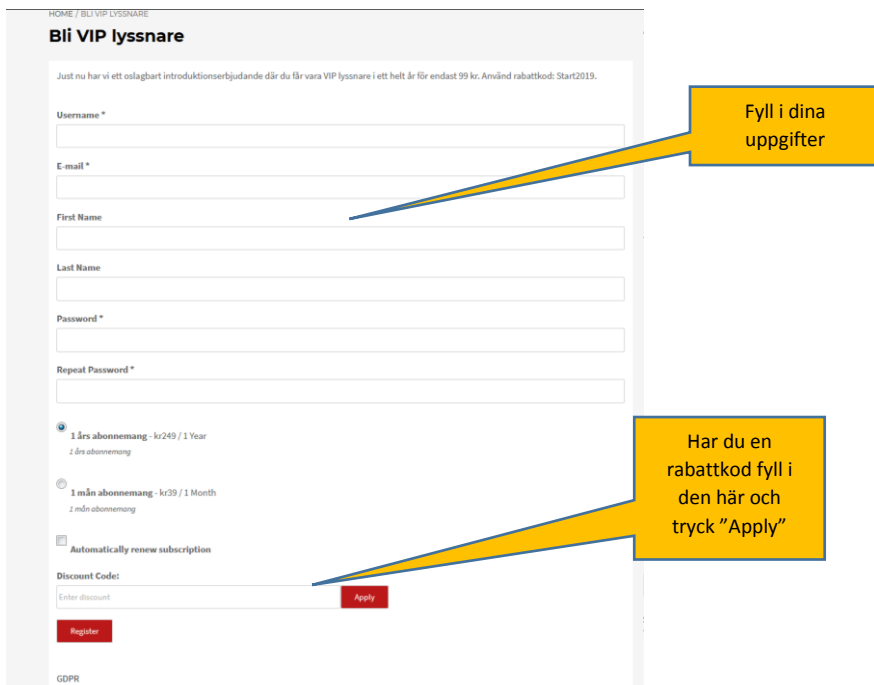 HOME / BLI VIP LYSSNARE
Bli VIP lyssnare
Just nu har vi ett oslagbart introduktionserbjudande där du får vara VIP lyssnare i ett helt år för endast 99 kr. Använd rabattkod: Start2019.
Username *
Fyll i dina
uppgifter
E-mail *
First Name
Last Name
Password *
Repeat Password *
1 års abonnemang - kr249 / 1 Year
1 års abonnemang
1 mån abonnemang - kr39 / 1 Month
1 mån abonnemang
Har du en
rabattkod fyll i
den här och
tryck ”Apply”
Automatically renew subscription
Discount Code:
Enter discount
Apply
Register
GDPR